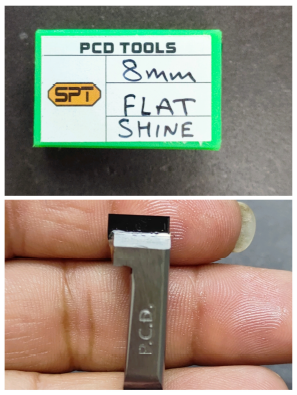 PCD TOOLS
SPT
8mm
FLAT
SHINE
P.C.D.